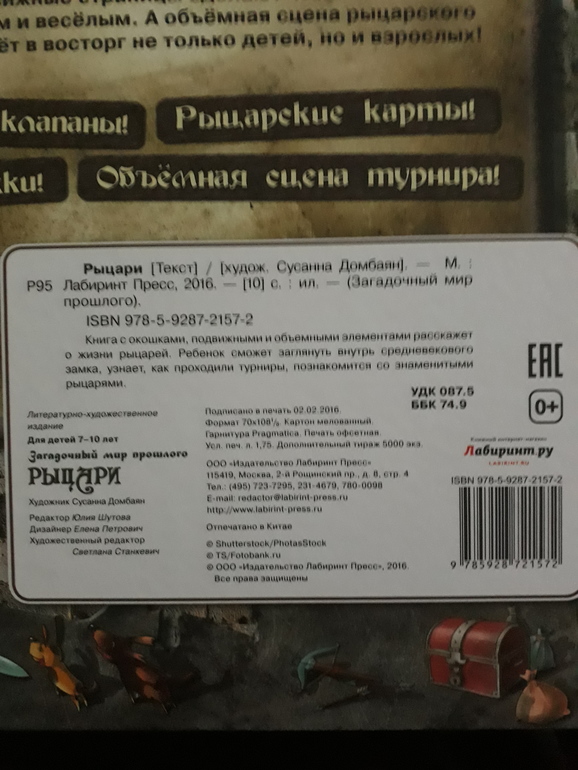 м и весёлым. А объёмная сцена рыцарского
ёт в восторг не только детей, но и взрослых!
клапаны!
Рыцарские карты!
ки!
Объёмная сцена турнира!
Рыцари [Текст] / [худож. Сусанна Домбаян]. — М. :
Р95 Лабиринт Пресс, 2016. — [10] с. : ил. — (Загадочный мир
прошлого).
ISBN 978-5-9287-2157-2
Книга с окошками, подвижными и объемными элементами расскажет
о жизни рыцарей. Ребенок сможет заглянуть внутрь средневекового
замка, узнает, как проходили турниры, познакомится со знаменитыми
рыцарями.
УДК 087.5
ББК 74.9
ЕАС
0+
Литературно-художественное
издание
Для детей 7–10 лет
Загадочный мир прошлого
РЫЦАРИ
Художник Сусанна Домбаян
Редактор Юлия Шутова
Дизайнер Елена Петрович
Художественный редактор
Светлана Станкевич
Подписано в печать 02.02.2016.
Формат 70х108¹/₈. Картон мелованный.
Гарнитура Pragmatica. Печать офсетная.
Усл. печ. л. 1,75. Дополнительный тираж 5000 экз.
ООО «Издательство Лабиринт Пресс»
115419, Москва, 2-й Рощинский пр., д. 8, стр. 4
Тел.: (495) 723-7295, 231-4679, 780-0098
E-mail: redactor@labirint-press.ru
http://www.labirint-press.ru
Отпечатано в Китае
© Shutterstock/PhotasStock
© TS/Fotobank.ru
© ООО «Издательство Лабиринт Пресс», 2016.
Все права защищены
Книжный интернет-магазин
Лабиринт.ру
LABIRINT.RU
ISBN 978-5-9287-2157-2
9 785928 721572